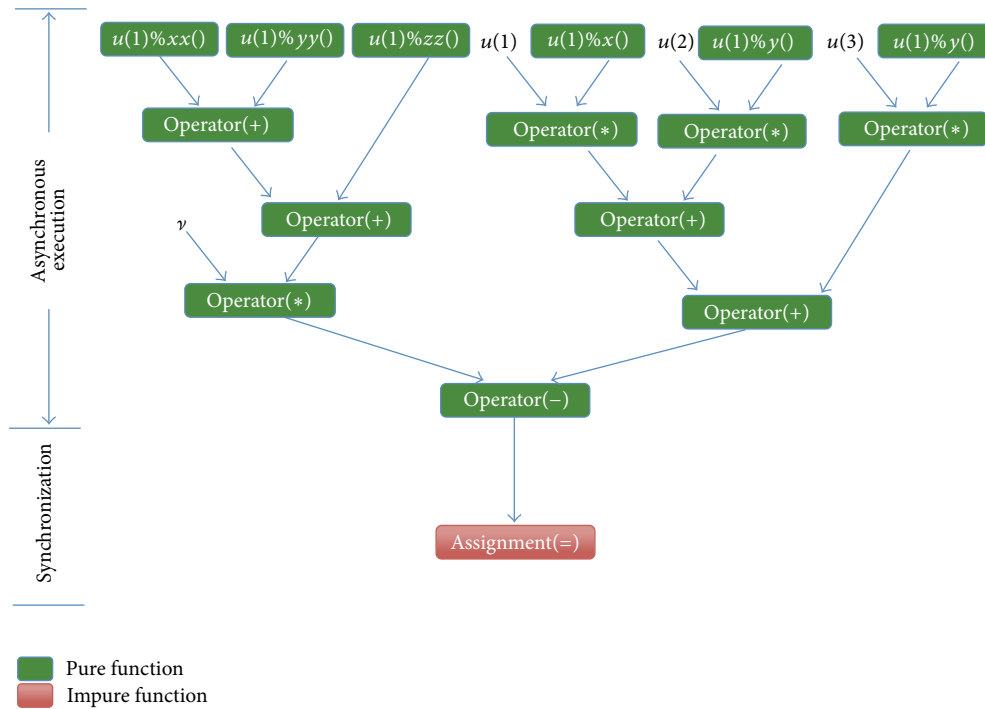 u(1)%xx() u(1)%yy() u(1)%zz() u(1) u(1)%x() u(2) u(1)%y() u(3) u(1)%y()
Operator(+) Operator(∗) Operator(∗) Operator(∗)
Operator(+) Operator(+)
ν
Operator(∗) Operator(+)
Operator(−)
Assignment(=)
Asynchronous
execution
Synchronization
Pure function
Impure function